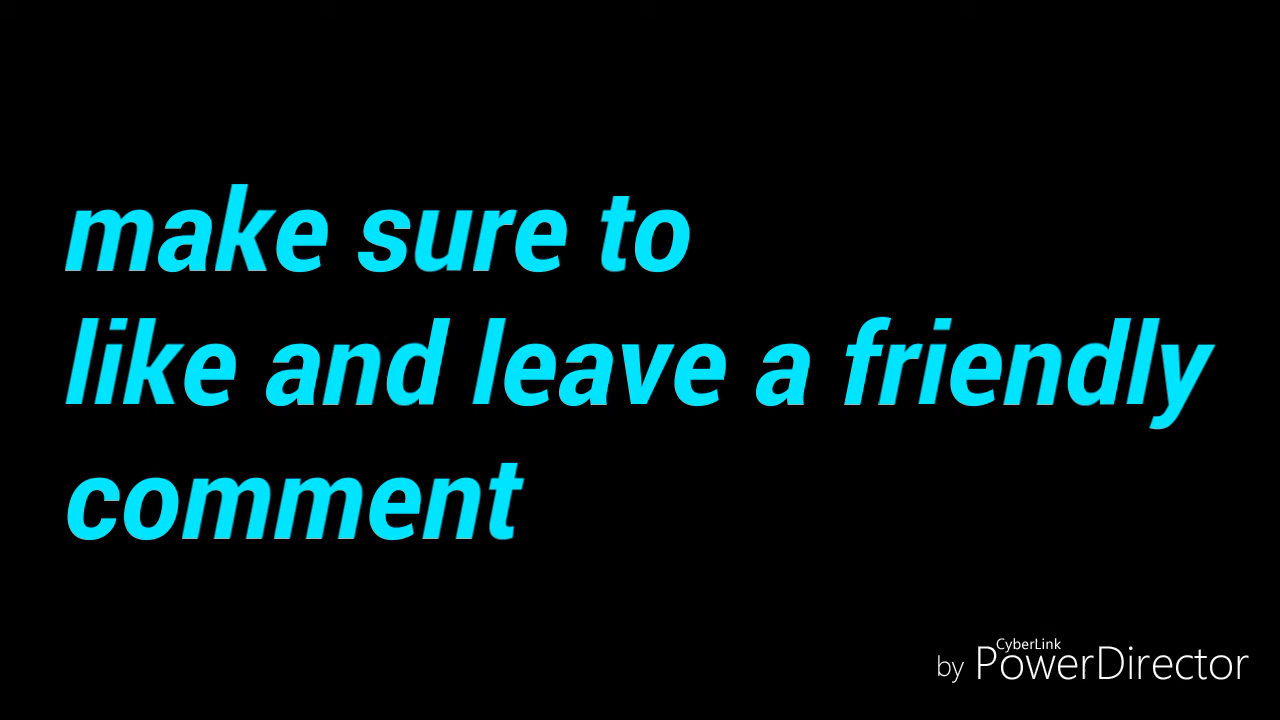 make sure to
like and leave a friendly
comment
CyberLink
by PowerDirector